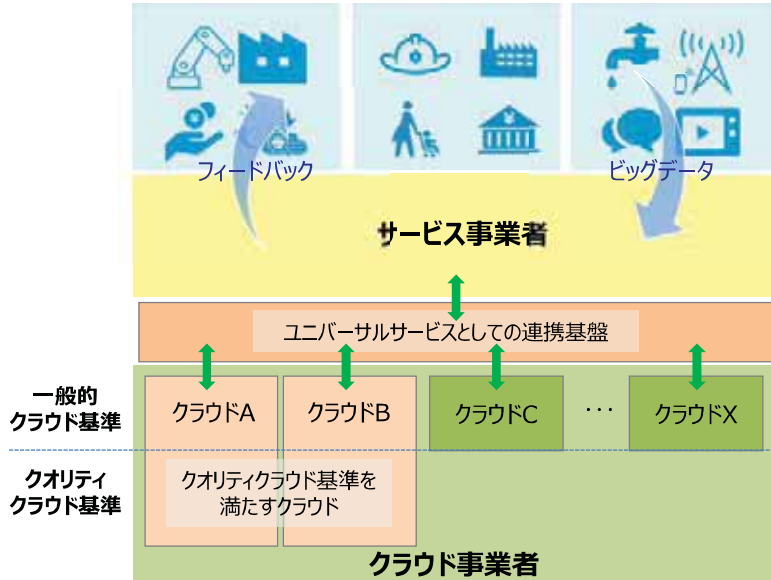 フィードバック
ビッグデータ
サービス事業者
ユニバーサルサービスとしての連携基盤
一般的
クラウド基準
クラウドA
クラウドB
クラウドC
・・・
クラウドX
クオリティ
クラウド基準
クオリティクラウド基準を
満たすクラウド
クラウド事業者